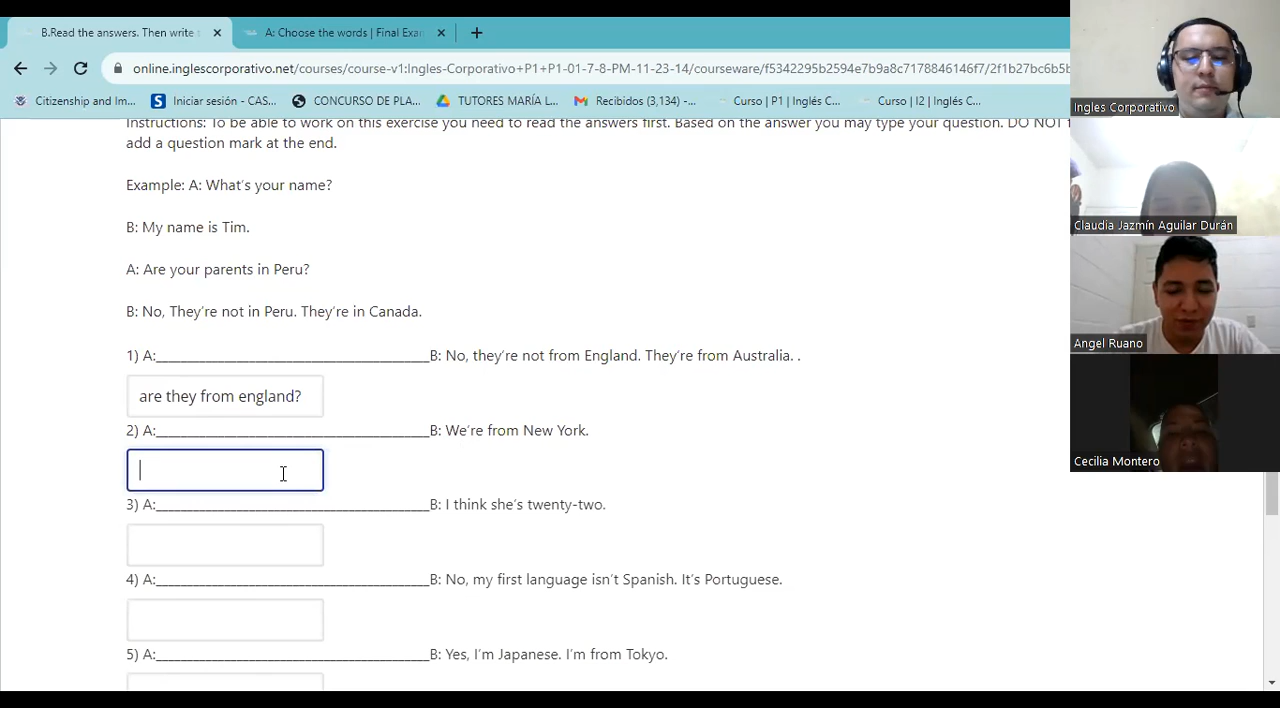 B.Read the answers. Then write t
A: Choose the words | Final Exar
online.inglescorporativo.net/courses/course-v1:Ingles-Corpo +P1+P1-01-7-8-PM-11-23-14/courseware/f5342295b2594e7b9a8c7178846146f7/2f1b27bc6b5b
Citizenship and Im...
Iniciar sesión - CAS...
CONCURSO DE PLA...
TUTORES MARÍA L...
Recibidos (3,134) -...
Curso | P1 | Inglés C...
Curso | I2 | Inglés C...
Instructions: To be able to work on this exercise you need to read the answers first. Based on the answer you may type your question. DO NOT
add a question mark at the end.
Example: A: What's your name?
B: My name is Tim.
A: Are your parents in Peru?
B: No, They're not in Peru. They're in Canada.
1) A:___________________________________B: No, they're not from England. They're from Australia. .
are they from england?
2) A:___________________________________B: We're from New York.
3) A:___________________________________B: I think she's twenty-two.
4) A:___________________________________B: No, my first language isn't Spanish. It's Portuguese.
5) A:___________________________________B: Yes, I'm Japanese. I'm from Tokyo.
Ingles Corporativo
Claudia Jazmín Aguilar Durán
Angel Ruano
Cecilia Montero